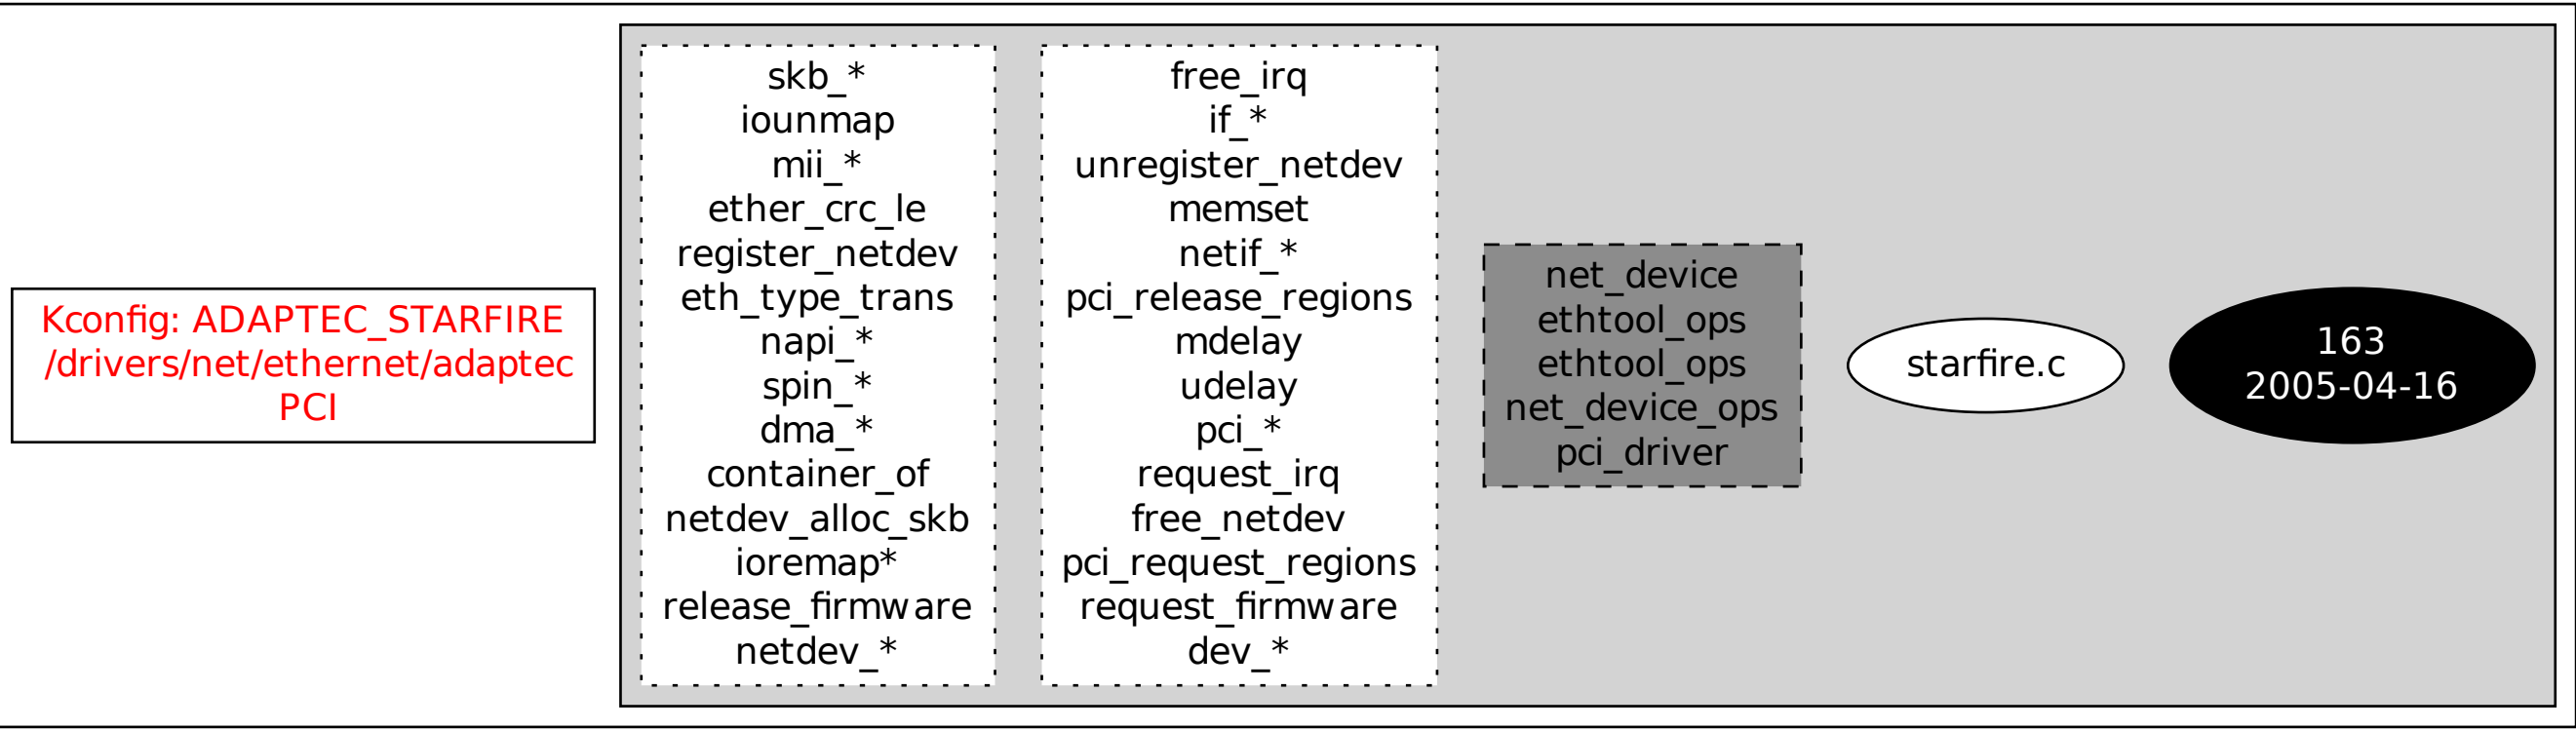 Kconfig: ADAPTEC_STARFIRE
/drivers/net/ethernet/adaptec
PCI
skb_*
iounmap
mii_*
ether_crc_le
register_netdev
eth_type_trans
napi_*
spin_*
dma_*
container_of
netdev_alloc_skb
ioremap*
release_firmware
netdev_*
free_irq
if_*
unregister_netdev
memset
netif_*
pci_release_regions
mdelay
udelay
pci_*
request_irq
free_netdev
pci_request_regions
request_firmware
dev_*
net_device
ethtool_ops
ethtool_ops
net_device_ops
pci_driver
starfire.c
163
2005-04-16